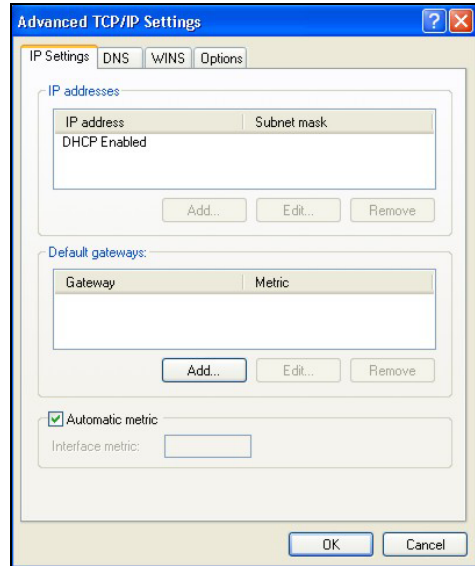 Advanced TCP/IP Settings
IP Settings DNS WINS Options
IP addresses
IP address Subnet mask
DHCP Enabled
Add... Edit... Remove
Default gateways:
Gateway Metric
Add... Edit... Remove
Automatic metric
Interface metric:
OK Cancel